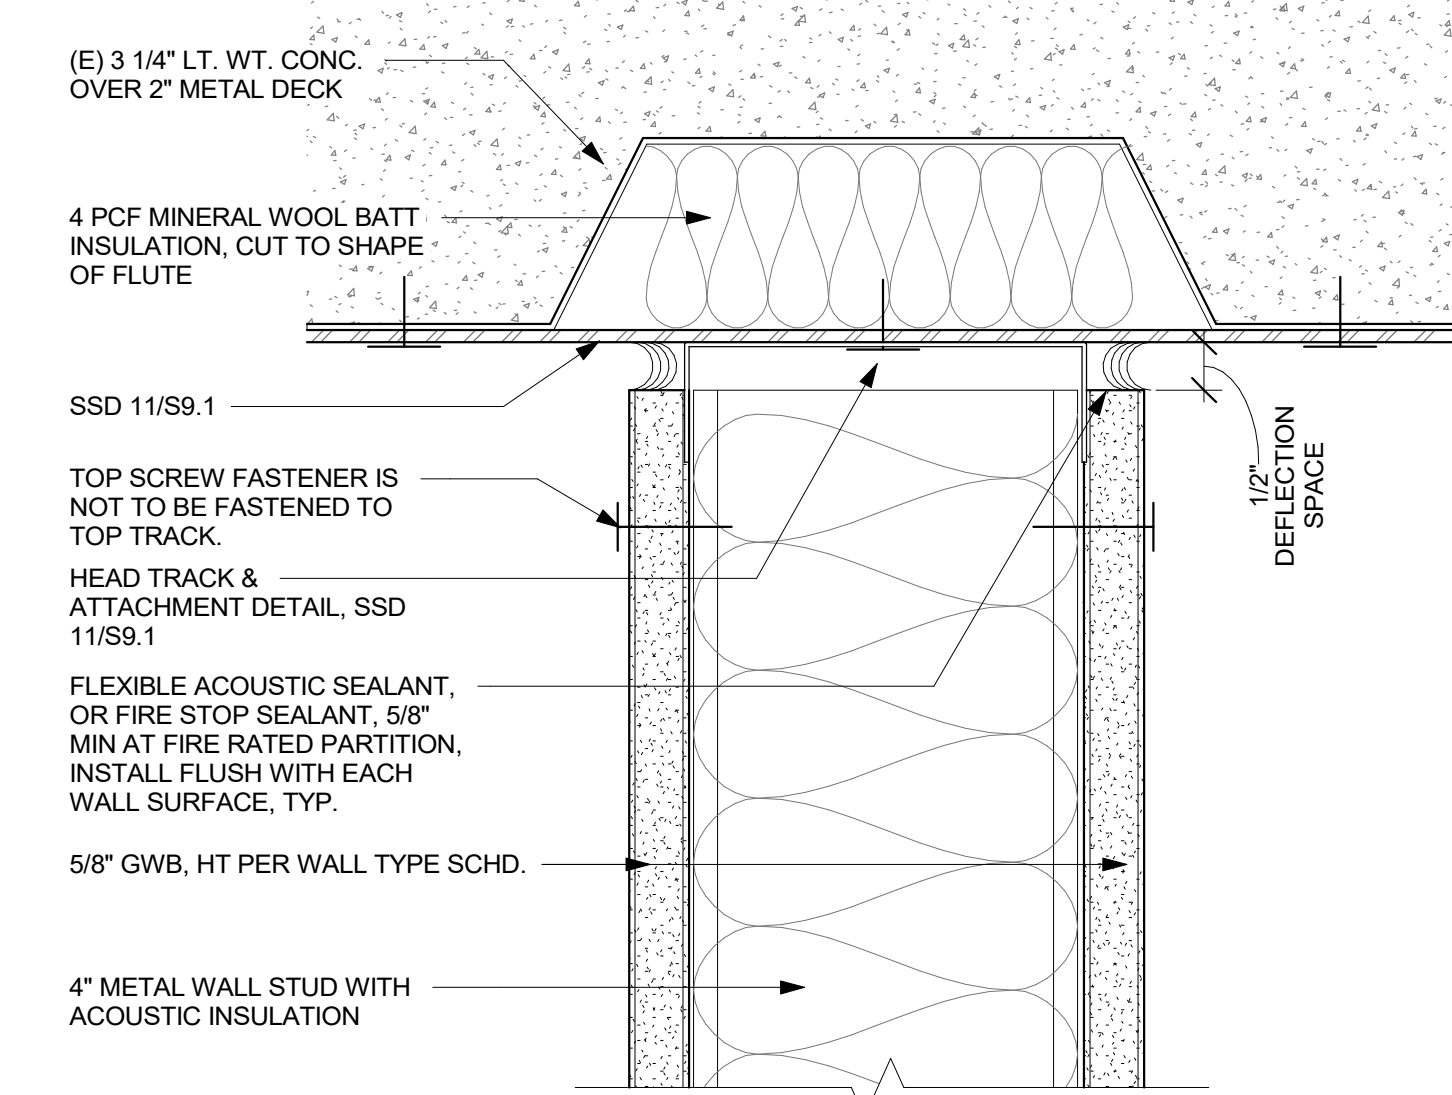 (E) 3 1/4" LT. WT. CONC.
OVER 2" METAL DECK
4 PCF MINERAL WOOL BATT
INSULATION, CUT TO SHAPE
OF FLUTE
SSD 11/S9.1
TOP SCREW FASTENER IS
NOT TO BE FASTENED TO
TOP TRACK.
HEAD TRACK &
ATTACHMENT DETAIL, SSD
11/S9.1
FLEXIBLE ACOUSTIC SEALANT,
OR FIRE STOP SEALANT, 5/8"
MIN AT FIRE RATED PARTITION,
INSTALL FLUSH WITH EACH
WALL SURFACE, TYP.
5/8" GWB, HT PER WALL TYPE SCHD.
4" METAL WALL STUD WITH
ACOUSTIC INSULATION
1/2"
DEFLECTION
SPACE